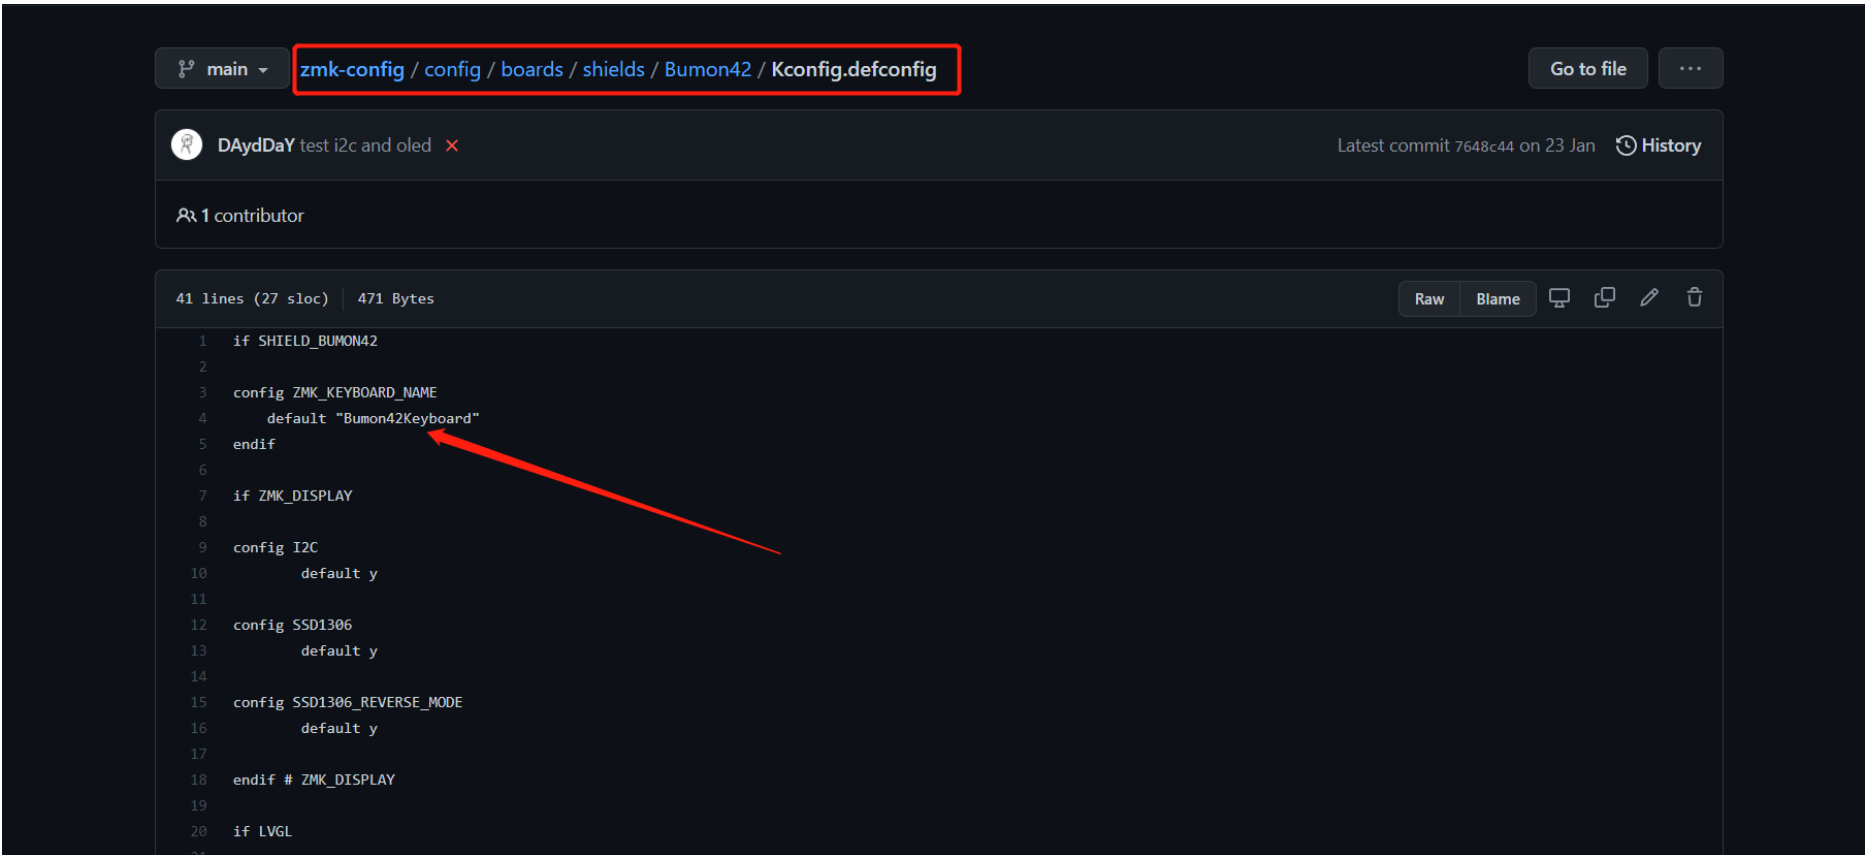 main zmk-config / config / boards / shields / Bumon42 / Kconfig.defconfig Go to file ...
DAydDaY test i2c and oled Latest commit 7648c44 on 23 Jan History
1 contributor
41 lines (27 sloc) 471 Bytes Raw Blame
1 if SHIELD_BUMON42
2
3 config ZMK_KEYBOARD_NAME
4 default "Bumon42Keyboard"
5 endif
6
7 if ZMK_DISPLAY
8
9 config I2C
10 default y
11
12 config SSD1306
13 default y
14
15 config SSD1306_REVERSE_MODE
16 default y
17
18 endif # ZMK_DISPLAY
19
20 if LVGL